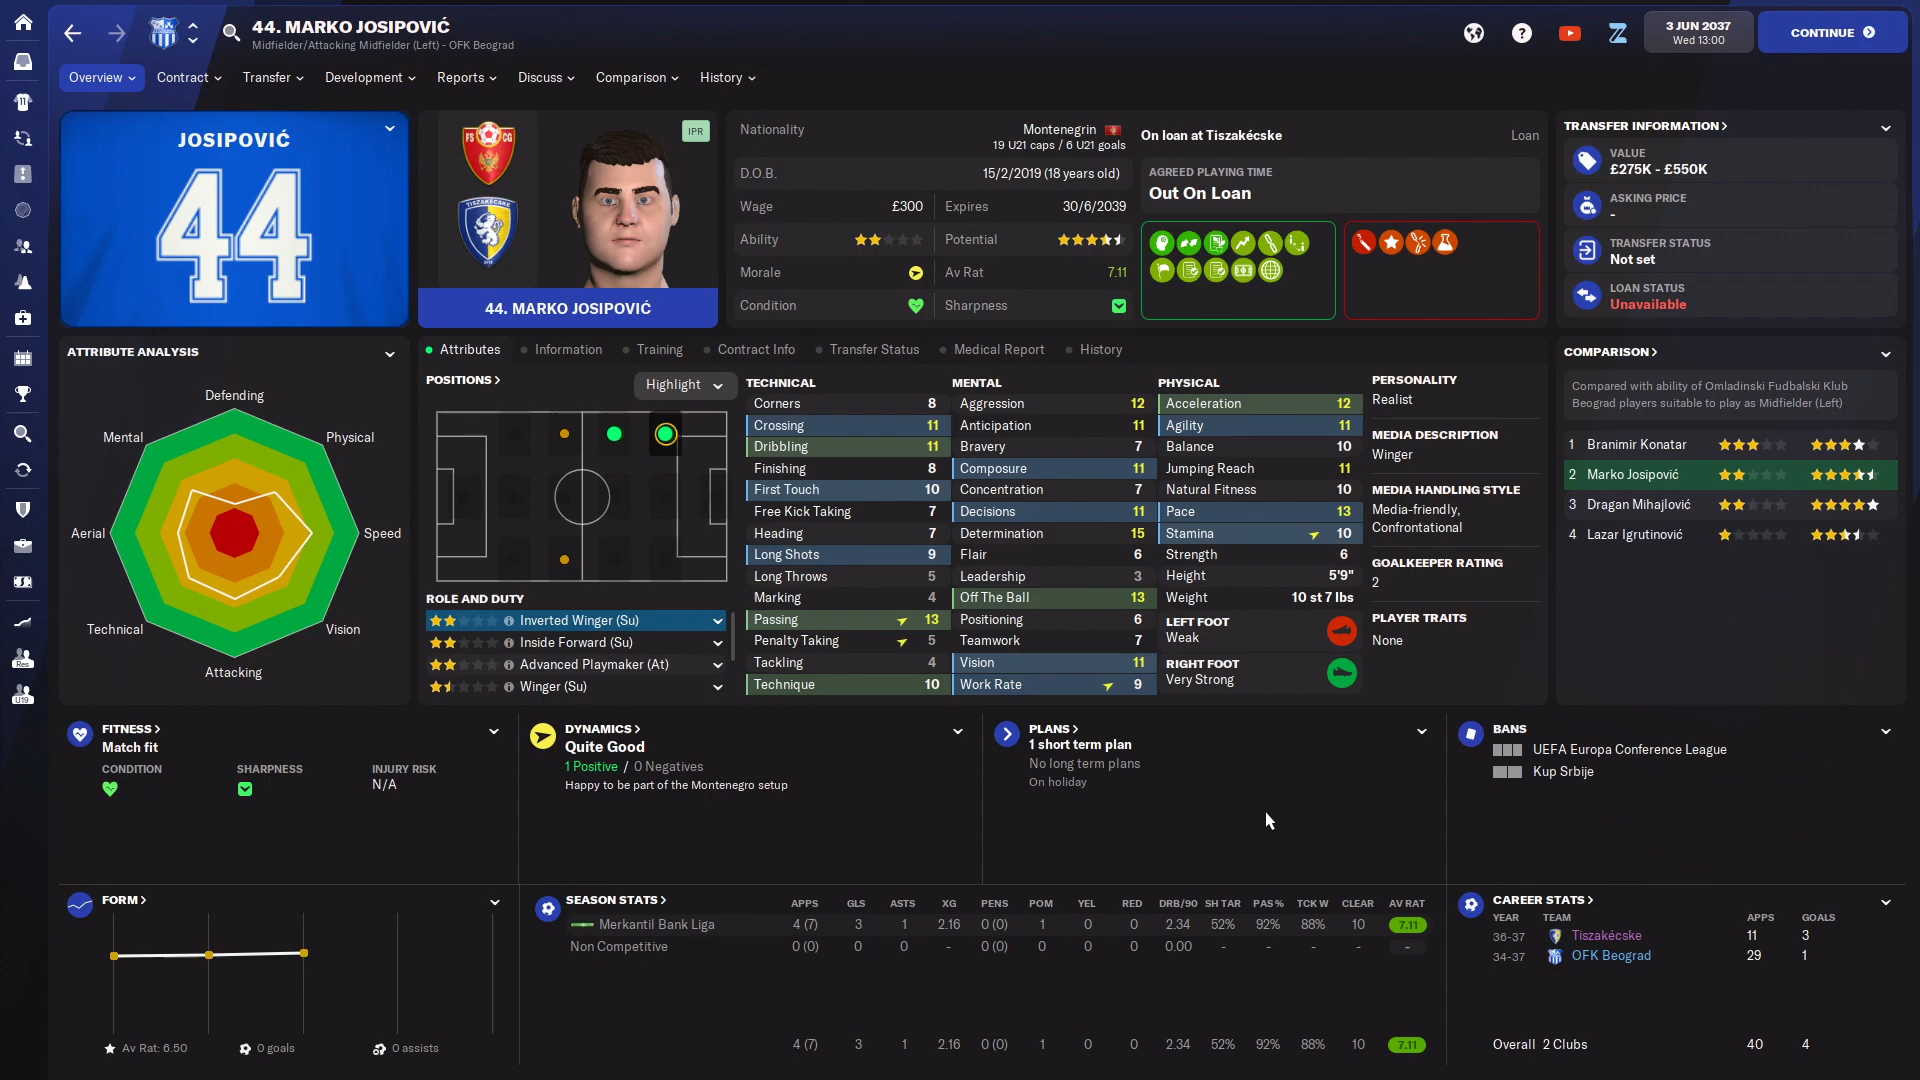 44. MARKO JOSIPOVIĆ
Midfielder/Attacking Midfielder (Left) - OFK Beograd
3 JUN 2037
Wed 13:00
CONTINUE
Overview
Contract
Transfer
Development
Reports
Discuss
Comparison
History
JOSIPOVIĆ
44
FS CG
TISZAKÉCSKE
IPR
44. MARKO JOSIPOVIĆ
Nationality Montenegrin
19 U21 caps / 6 U21 goals
D.O.B. 15/2/2019 (18 years old)
Wage £300 Expires 30/6/2039
Ability Potential
Morale Av Rat 7.11
Condition Sharpness
On loan at Tiszakécske Loan
AGREED PLAYING TIME
Out On Loan
TRANSFER INFORMATION
VALUE
£275K - £550K
ASKING PRICE
-
TRANSFER STATUS
Not set
LOAN STATUS
Unavailable
ATTRIBUTE ANALYSIS
Defending
Mental
Physical
Aerial
Speed
Technical
Vision
Attacking
Attributes
Information
Training
Contract Info
Transfer Status
Medical Report
History
POSITIONS
Highlight
ROLE AND DUTY
Inverted Winger (Su)
Inside Forward (Su)
Advanced Playmaker (At)
Winger (Su)
TECHNICAL
Corners 8
Crossing 11
Dribbling 11
Finishing 8
First Touch 10
Free Kick Taking 7
Heading 7
Long Shots 9
Long Throws 5
Marking 4
Passing 13
Penalty Taking 5
Tackling 4
Technique 10
MENTAL
Aggression 12
Anticipation 11
Bravery 7
Composure 11
Concentration 7
Decisions 11
Determination 15
Flair 6
Leadership 3
Off The Ball 13
Positioning 6
Teamwork 7
Vision 11
Work Rate 9
PHYSICAL
Acceleration 12
Agility 11
Balance 10
Jumping Reach 11
Natural Fitness 10
Pace 13
Stamina 10
Strength 6
Height 5'9"
Weight 10 st 7 lbs
LEFT FOOT
Weak
RIGHT FOOT
Very Strong
PERSONALITY
Realist
MEDIA DESCRIPTION
Winger
MEDIA HANDLING STYLE
Media-friendly,
Confrontational
GOALKEEPER RATING
2
PLAYER TRAITS
None
COMPARISON
Compared with ability of Omladinski Fudbalski Klub
Beograd players suitable to play as Midfielder (Left)
1 Branimir Konatar
2 Marko Josipović
3 Dragan Mihajlović
4 Lazar Igrutinović
Res
U19
FITNESS
Match fit
CONDITION SHARPNESS INJURY RISK
N/A
DYNAMICS
Quite Good
1 Positive / 0 Negatives
Happy to be part of the Montenegro setup
PLANS
1 short term plan
No long term plans
On holiday
BANS
UEFA Europa Conference League
Kup Srbije
FORM
Av Rat: 6.50 0 goals 0 assists
SEASON STATS APPS GLS ASTS XG PENS POM YEL RED DRB/90 SH TAR PAS % TCK W CLEAR AV RAT
Merkantil Bank Liga 4 (7) 3 1 2.16 0 (0) 1 0 0 2.34 52% 92% 88% 10 7.11
Non Competitive 0 (0) 0 0 - 0 (0) 0 0 0 0.00 - - - - -
4 (7) 3 1 2.16 0 (0) 1 0 0 2.34 52% 92% 88% 10 7.11
CAREER STATS
YEAR TEAM APPS GOALS
36-37 Tiszakécske 11 3
34-37 OFK Beograd 29 1
Overall 2 Clubs 40 4